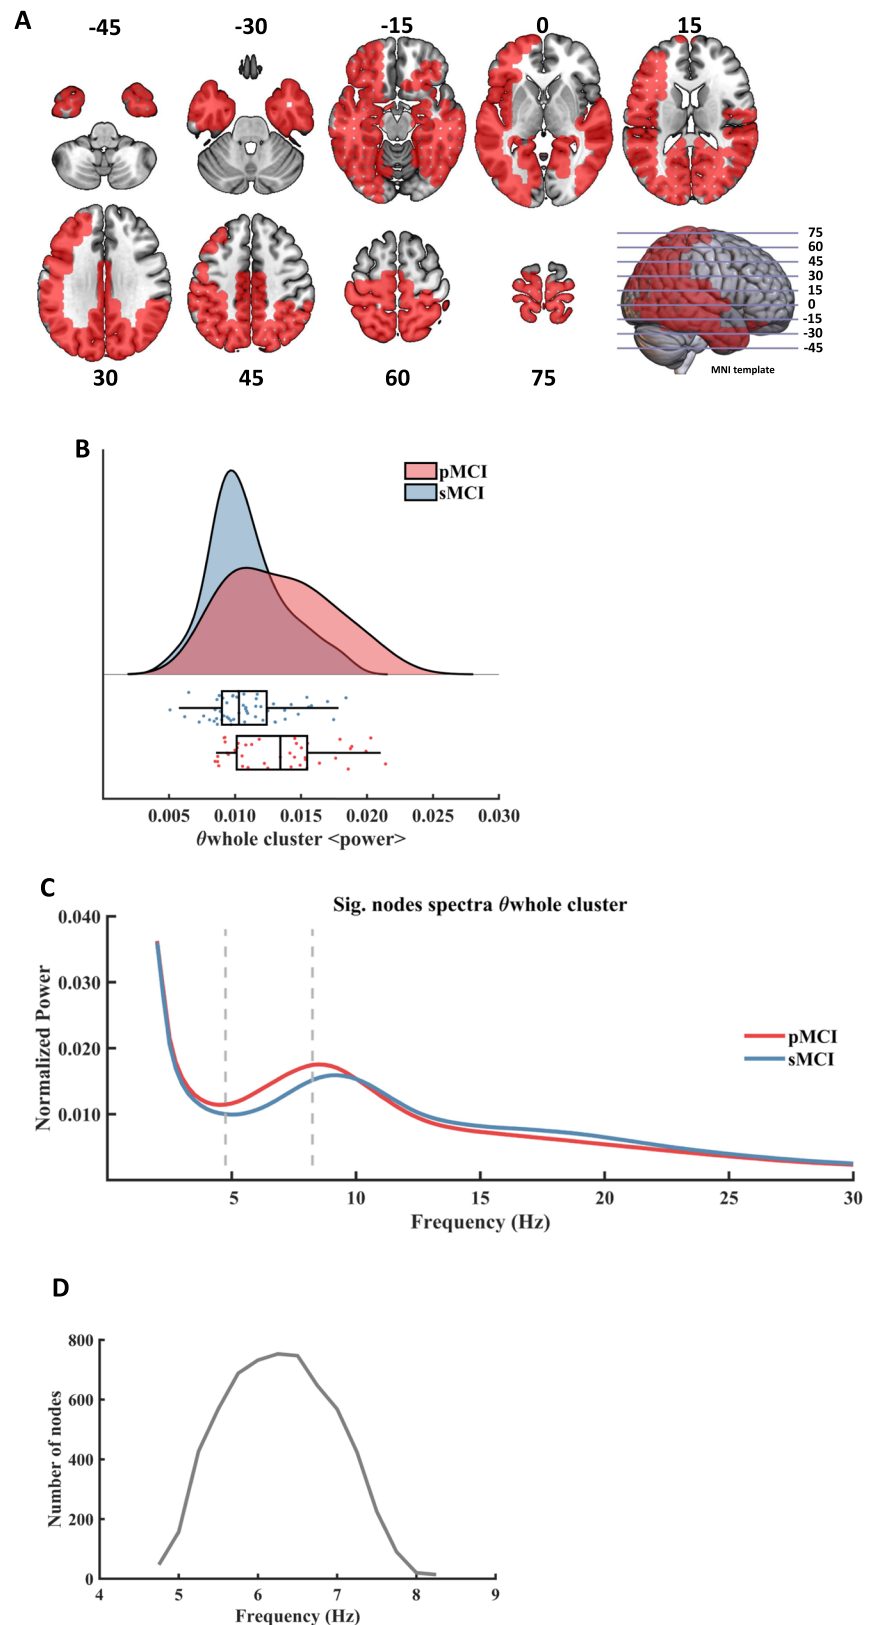 A
-45
-30
-15
0
15
30
45
60
75
75
60
45
30
15
0
-15
-30
-45
MNI template
B
pMCI
sMCI
0.005 0.010 0.015 0.020 0.025 0.030
θwhole cluster <power>
C
Sig. nodes spectra θwhole cluster
0.040
0.030
0.020
0.010
Normalized Power
pMCI
sMCI
5 10 15 20 25 30
Frequency (Hz)
D
800
600
400
200
0
Number of nodes
4 5 6 7 8 9
Frequency (Hz)